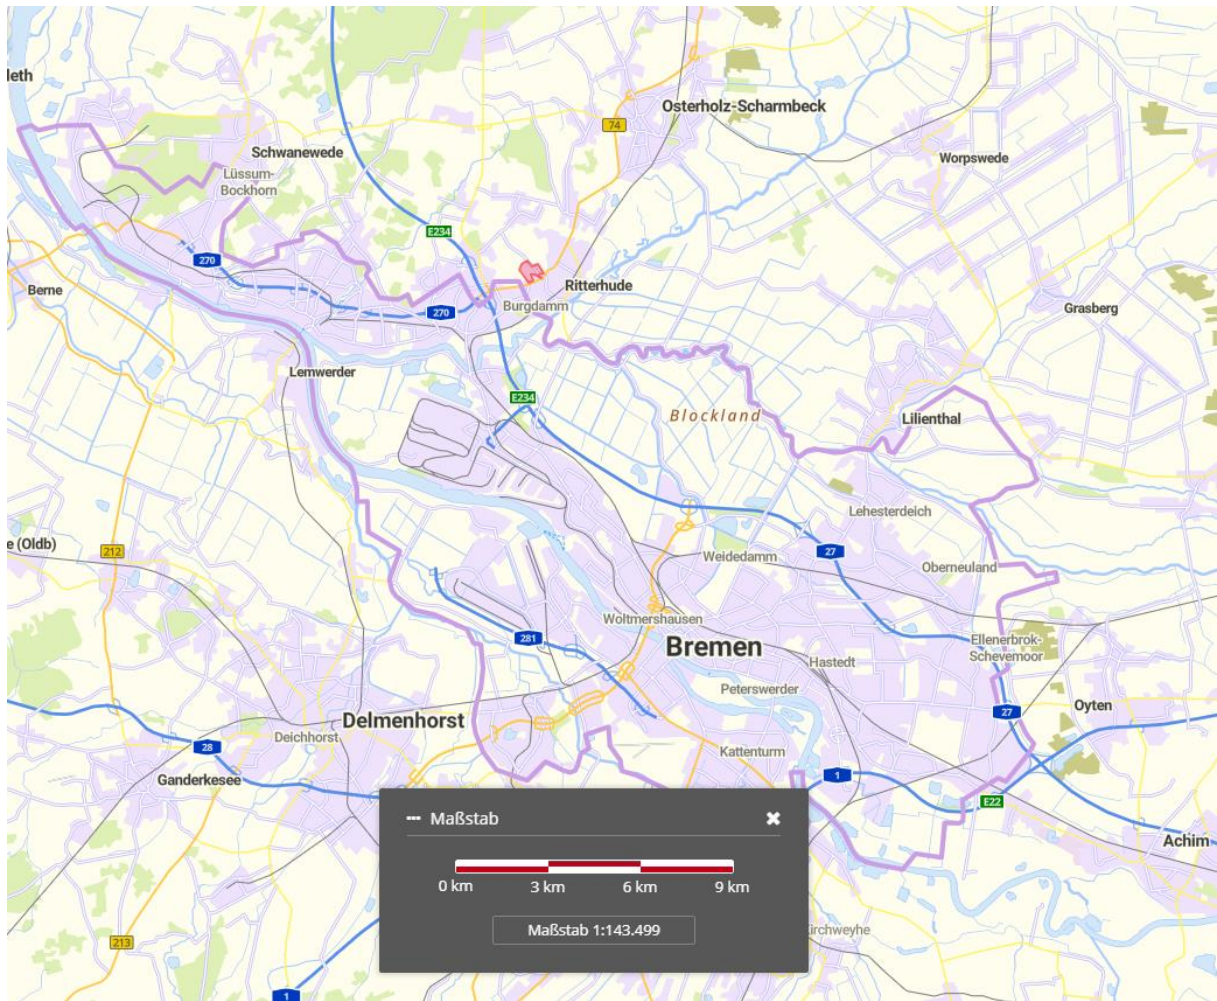 leth
Osterholz-Scharmbeck
74
Schwanewede
Worpswede
Lüssum-
Bockhorn
E234
270
Ritterhude
Berne
Burgdamm
270
Grasberg
Lemwerder
E234
Blockland
Lilienthal
Lehesterdeich
e (Oldb)
212
Weidedamm
27
Oberneuland
Woltmershausen
281
Bremen
Ellenerbrok-
Schevemoor
Hastedt
Peterswerder
Delmenhorst
27
Oyten
Deichhorst
28
Kattenturm
Ganderkesee
1
E22
Maßstab
Achim
0 km 3 km 6 km 9 km
Maßstab 1:143.499
Kirchweyhe
213
1